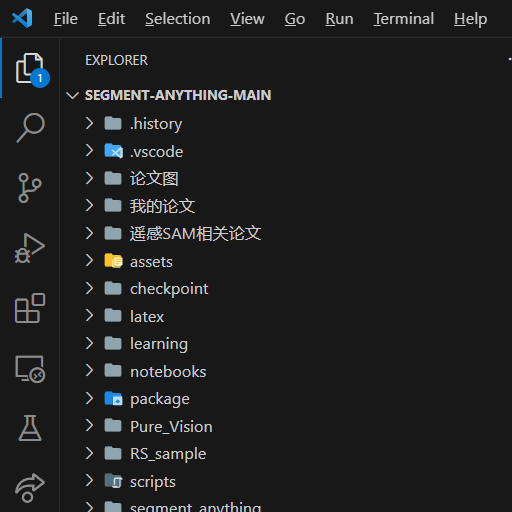 File Edit Selection View Go Run Terminal Help
EXPLORER
1
SEGMENT-ANYTHING-MAIN
.history
.vscode
论文图
我的论文
遥感SAM相关论文
assets
checkpoint
latex
learning
notebooks
package
Pure_Vision
RS_sample
scripts
segment_anything